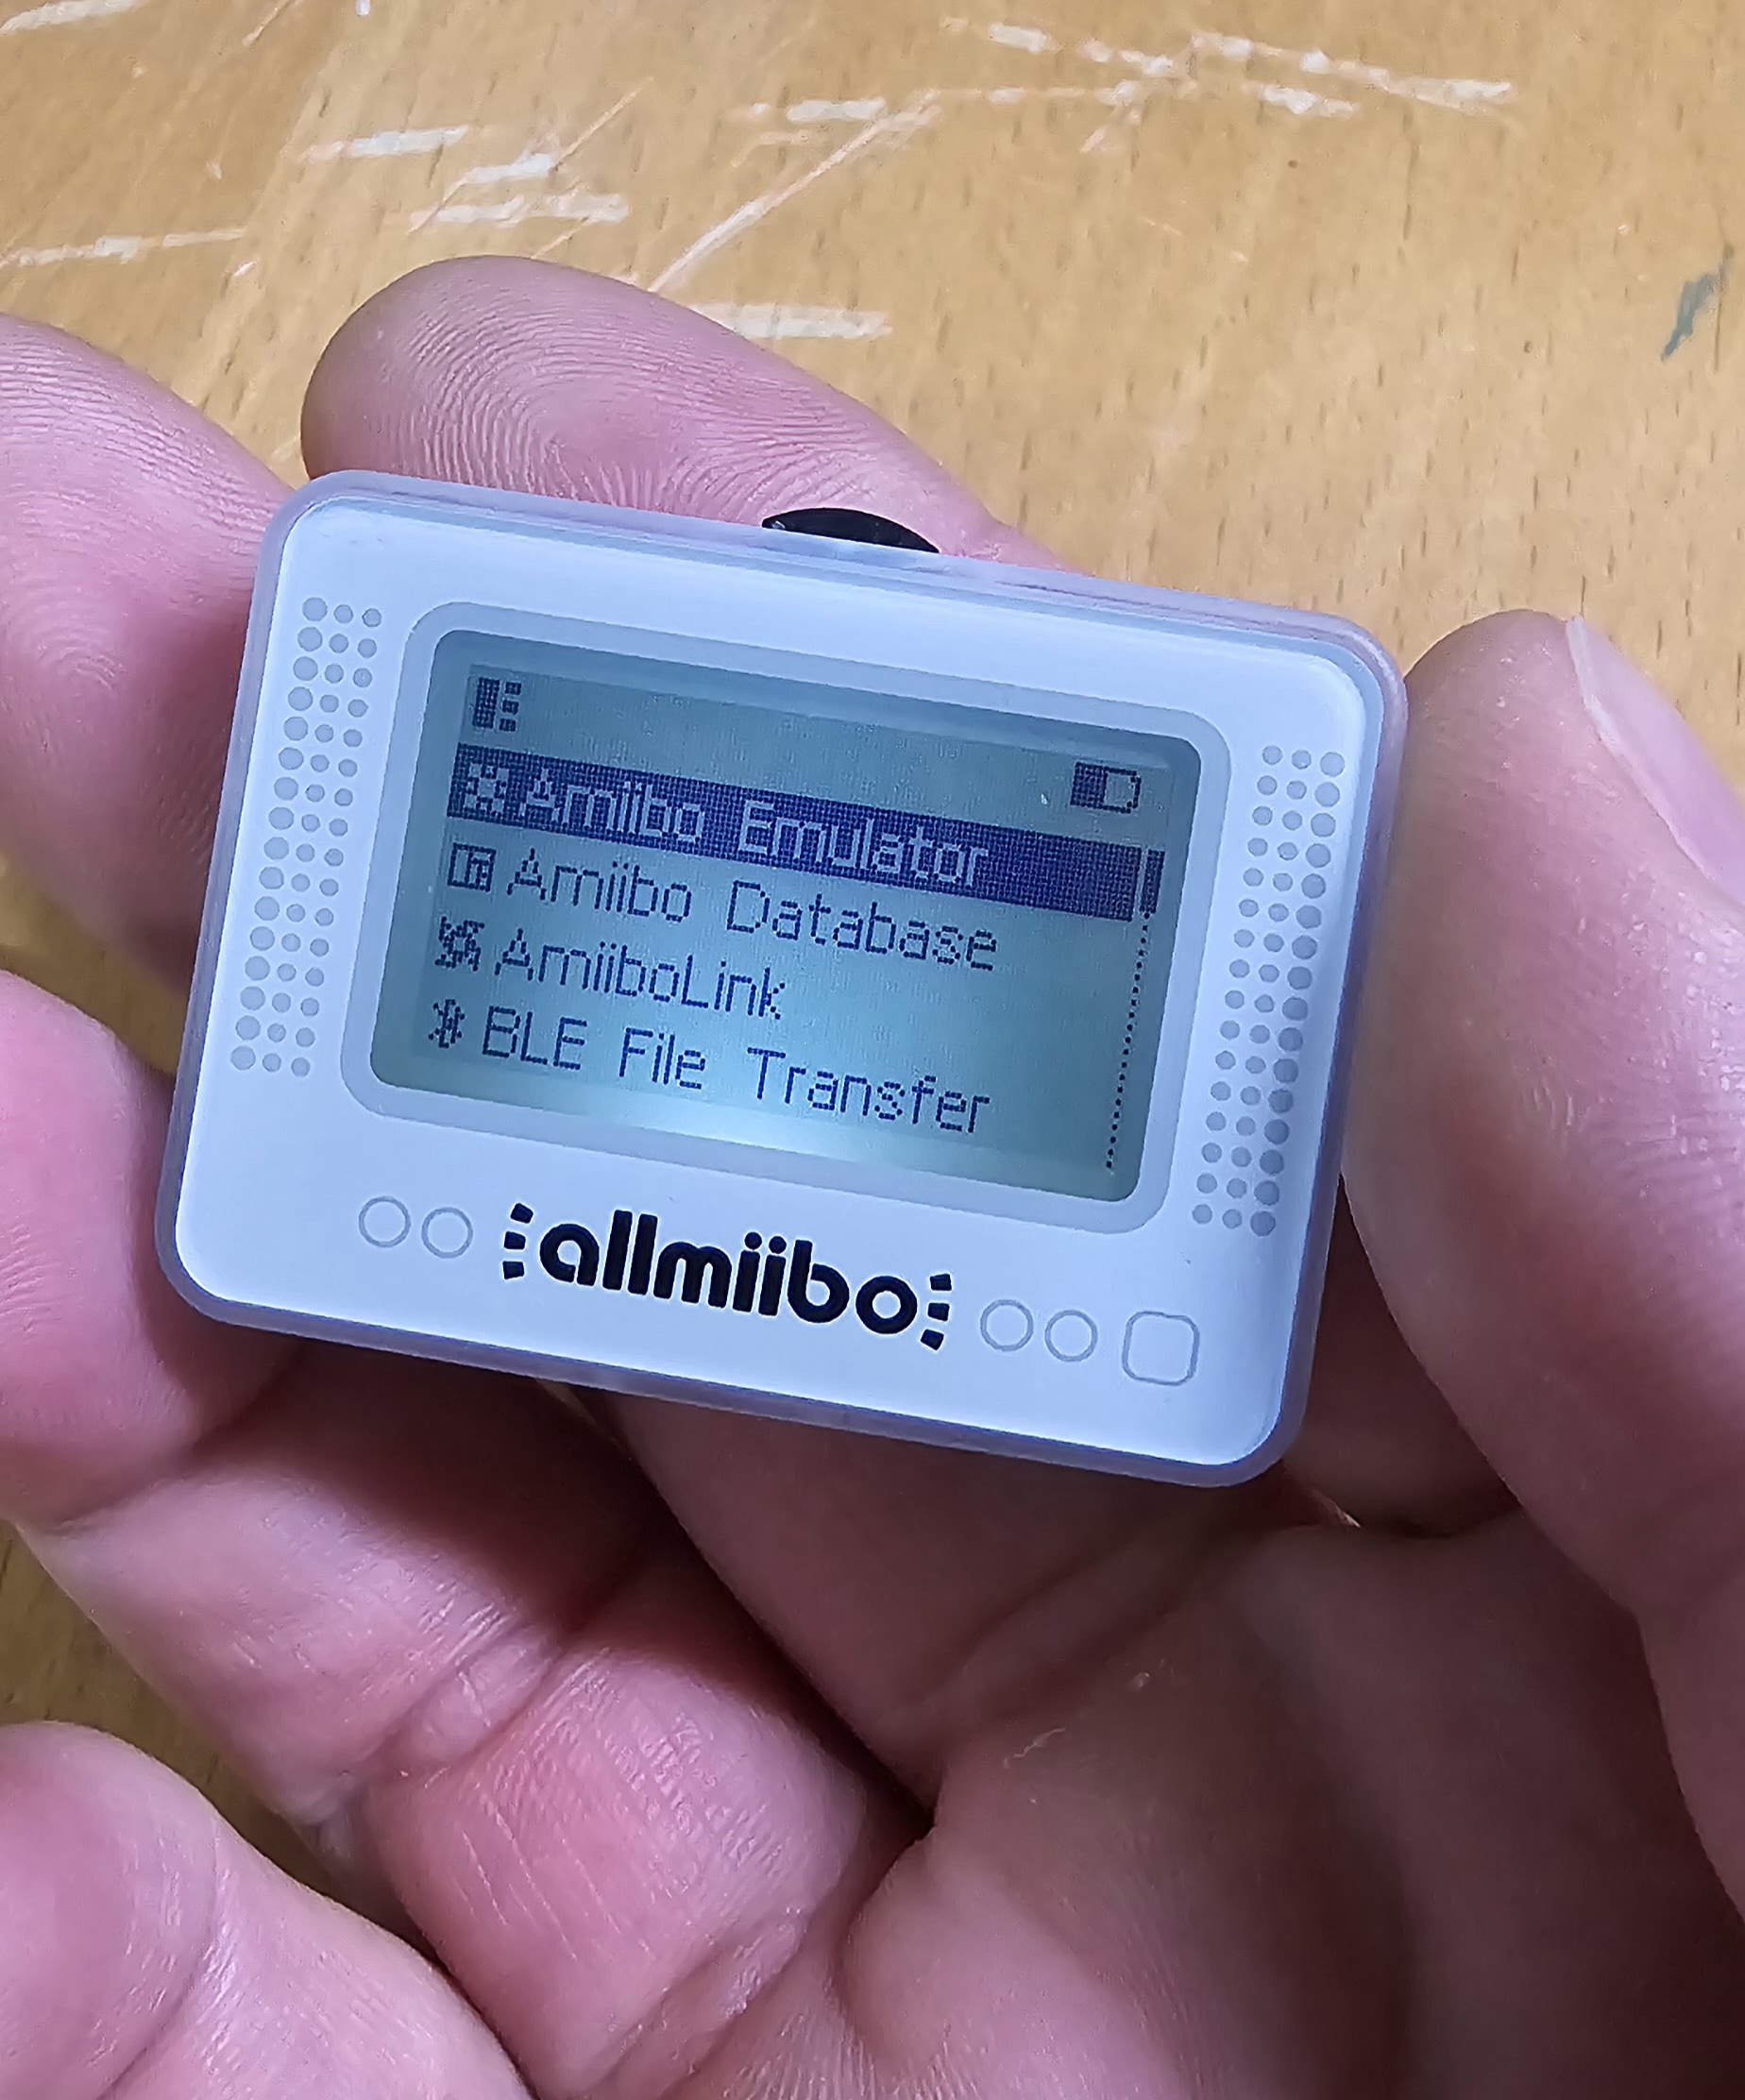 Amiibo Emulator
Amiibo Database
AmiiboLink
BLE File Transfer
allmiibo